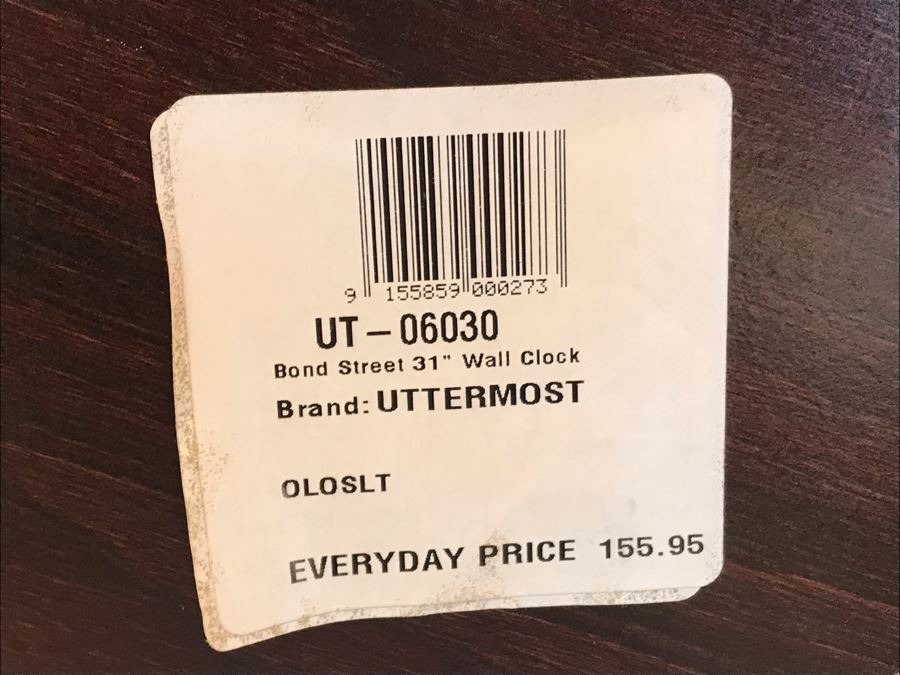 9 155859 000273
UT-06030
Bond Street 31" Wall Clock
Brand: UTTERMOST
OLOSLT
EVERYDAY PRICE 155.95